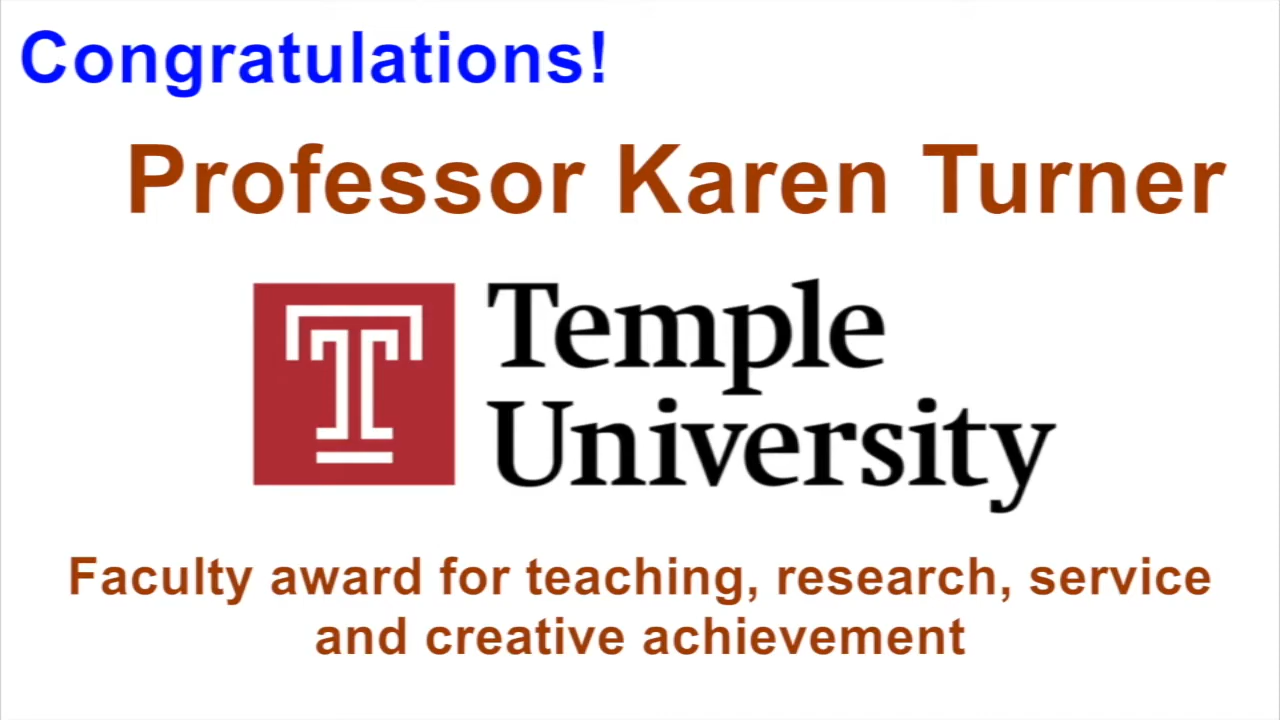 Congratulations!
Professor Karen Turner
Temple
University
Faculty award for teaching, research, service
and creative achievement